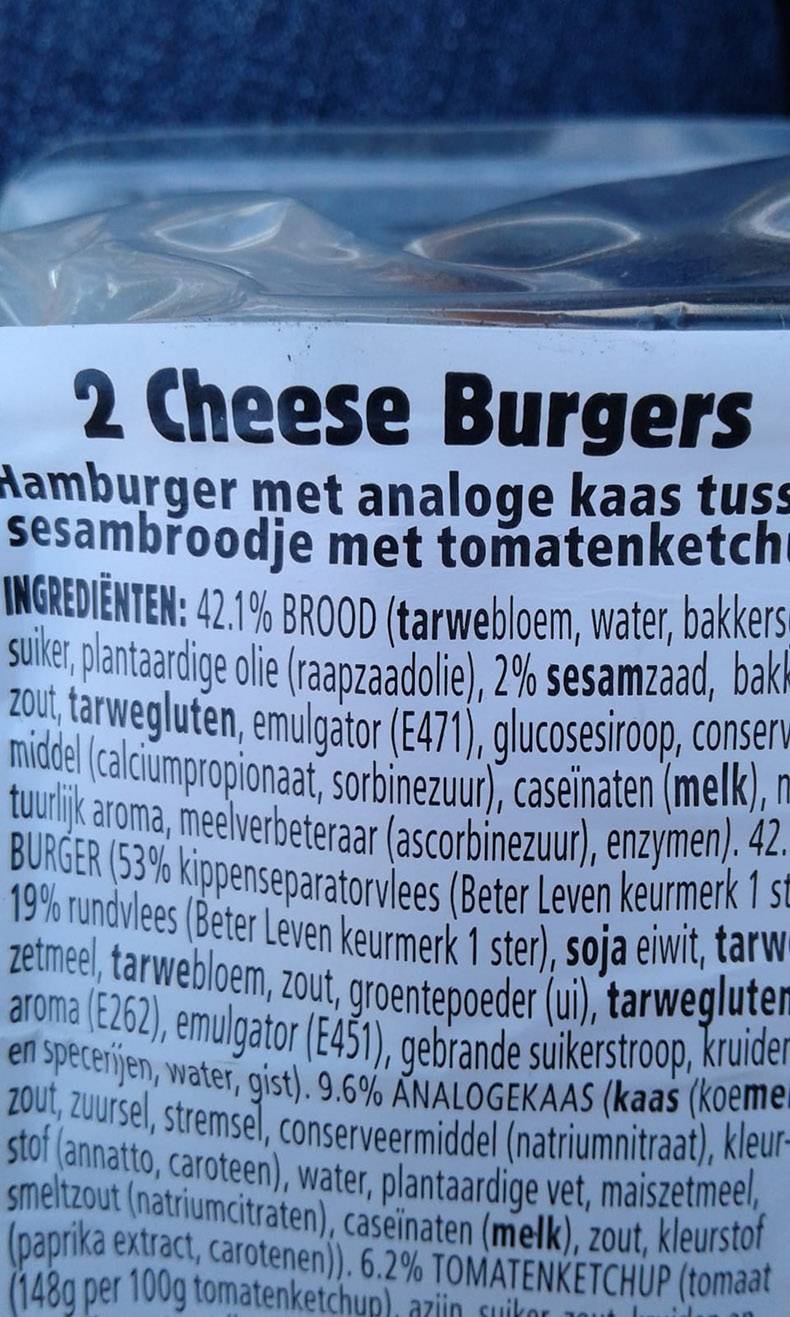 2 Cheese Burgers
Hamburger met analoge kaas tuss
sesambroodje met tomatenketch
INGREDIËNTEN: 42.1% BROOD (tarwebloem, water, bakkers
suiker, plantaardige olie (raapzaadolie), 2% sesamzaad, bakk
zout, tarwegluten, emulgator (E471), glucosesiroop, conserv
middel (calciumpropionaat, sorbinezuur), caseïnaten (melk), n
tuurlijk aroma, meelverbeteraar (ascorbinezuur), enzymen). 42.
BURGER (53% kippenseparatorvlees (Beter Leven keurmerk 1 st
19% rundvlees (Beter Leven keurmerk 1 ster), soja eiwit, tarw
zetmeel, tarwebloem, zout, groentepoeder (ui), tarwegluten
aroma (E262), emulgator (E451), gebrande suikerstroop, kruiden
en specerijen, water, gist). 9.6% ANALOGEKAAS (kaas (koeme
zout, zuursel, stremsel, conserveermiddel (natriumnitraat), kleur-
stof (annatto, caroteen), water, plantaardige vet, maiszetmeel,
smeltzout (natriumcitraten), caseïnaten (melk), zout, kleurstof
(paprika extract, carotenen)). 6.2% TOMATENKETCHUP (tomaat
(148g per 100g tomatenketchup), azijn, suiker, zout, kruiden en